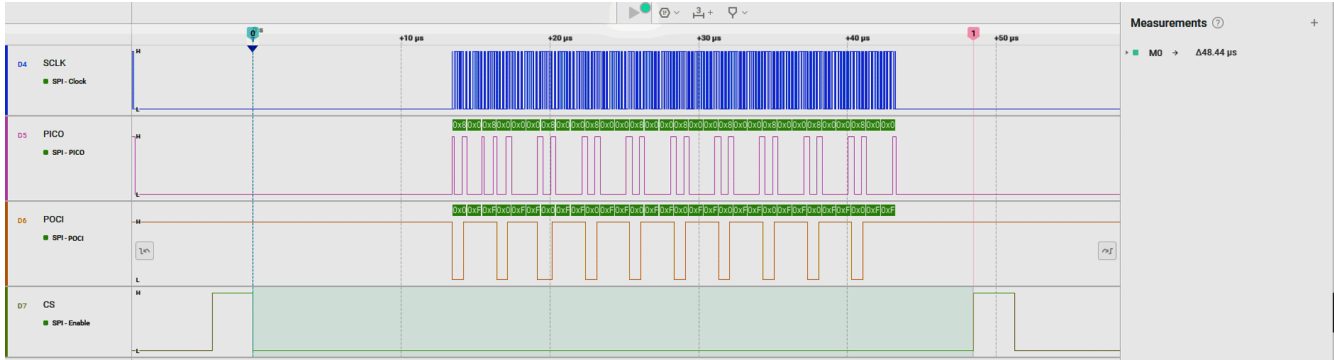 3 +
0 s
+10 µs
+20 µs
+30 µs
+40 µs
1
+50 µs
Measurements ? +
M0 → Δ48.44 µs
D4 SCLK
SPI - Clock
H
L
D5 PICO
SPI - PICO
H
L
D6 POCI
SPI - POCI
H
L
D7 CS
SPI - Enable
H
L